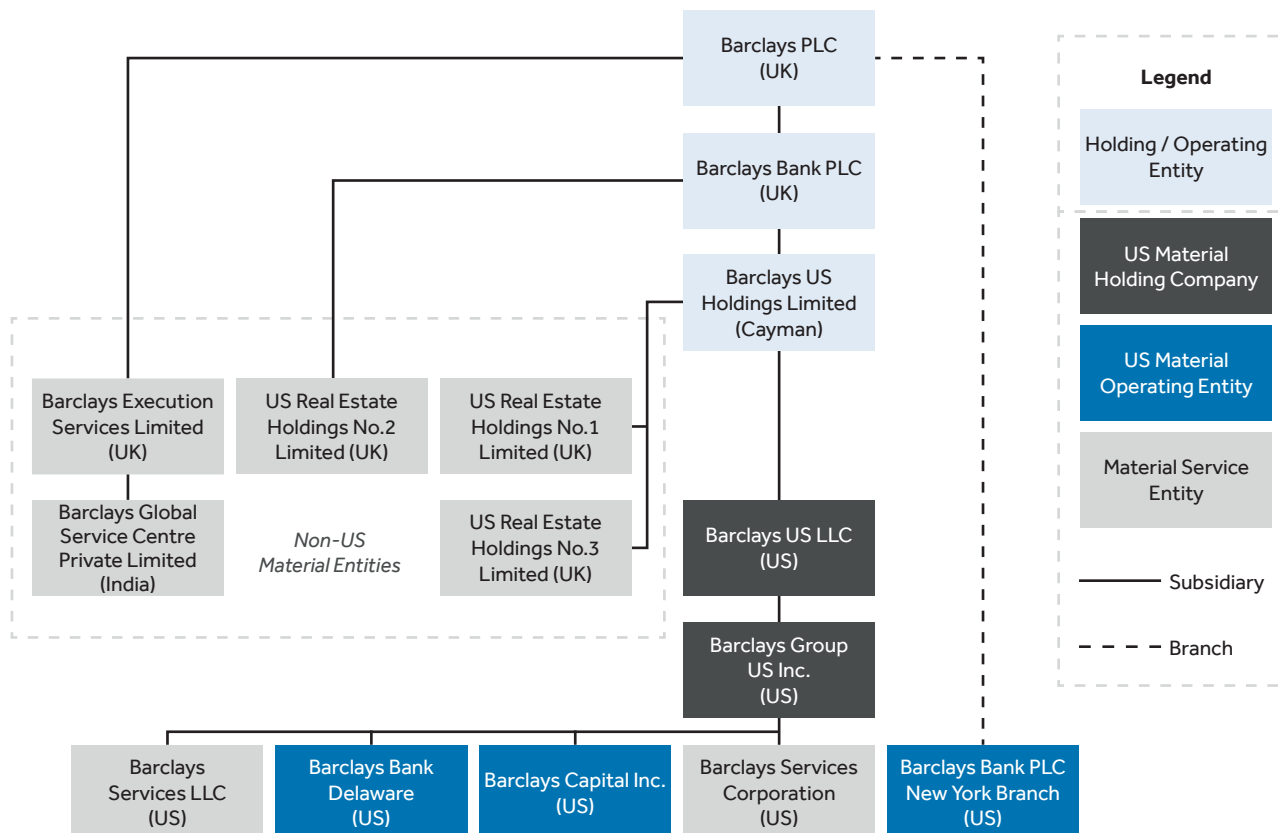 Barclays PLC
(UK)
Legend
Holding / Operating
Entity
Barclays Bank PLC
(UK)
US Material
Holding Company
Barclays US
Holdings Limited
(Cayman)
US Material
Operating Entity
Barclays Execution
Services Limited
(UK)
US Real Estate
Holdings No.2
Limited (UK)
US Real Estate
Holdings No.1
Limited (UK)
Material Service
Entity
Barclays Global
Service Centre
Private Limited
(India)
Non-US
Material Entities
US Real Estate
Holdings No.3
Limited (UK)
Barclays US LLC
(US)
Subsidiary
Branch
Barclays Group
US Inc.
(US)
Barclays
Services LLC
(US)
Barclays Bank
Delaware
(US)
Barclays Capital Inc.
(US)
Barclays Services
Corporation
(US)
Barclays Bank PLC
New York Branch
(US)